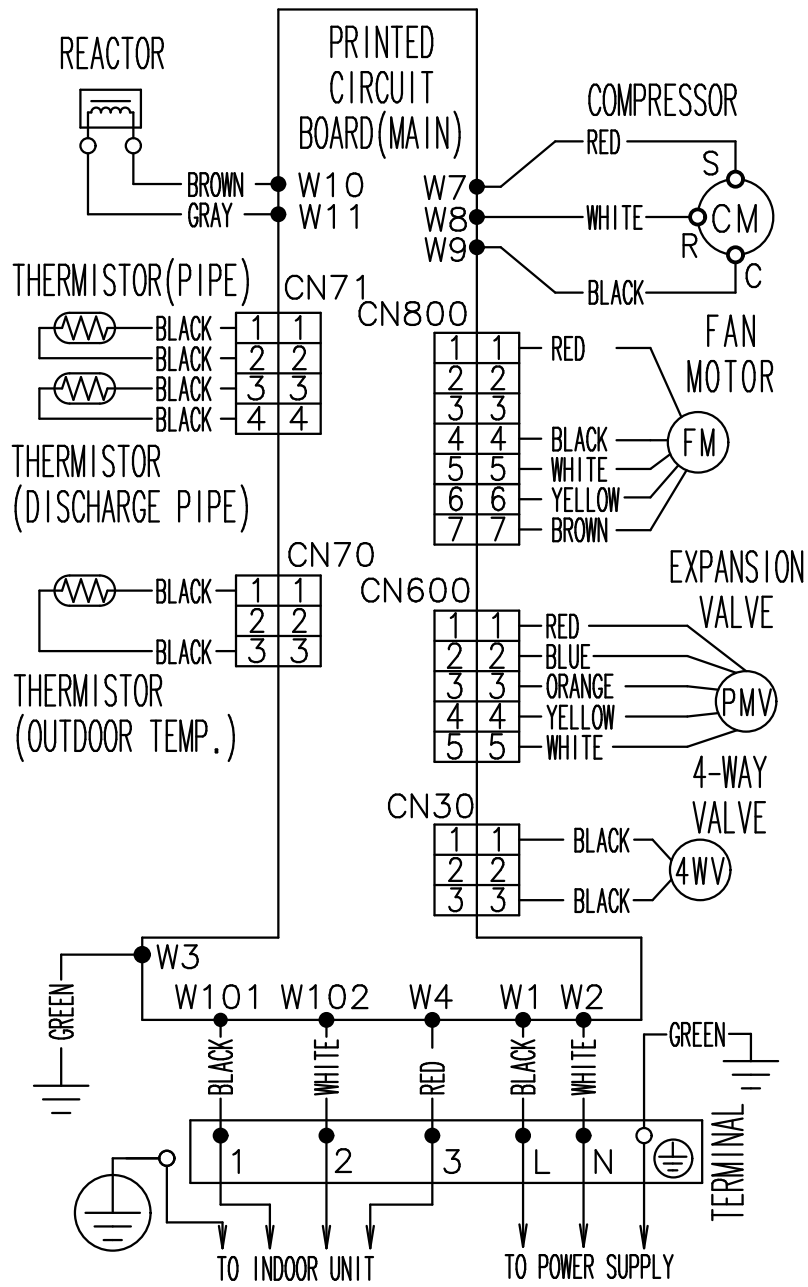 PRINTED
CIRCUIT
BOARD(MAIN)
REACTOR
BROWN
GRAY
W10
W11
COMPRESSOR
W7
W8
W9
RED
WHITE
BLACK
S
R
C
CM
THERMISTOR(PIPE)
CN71
BLACK 1 1
BLACK 2 2
BLACK 3 3
BLACK 4 4
THERMISTOR
(DISCHARGE PIPE)
CN800
FAN
MOTOR
1 1 RED
2 2
3 3
4 4 BLACK
5 5 WHITE
6 6 YELLOW
7 7 BROWN
FM
CN70
BLACK 1 1
2 2
BLACK 3 3
THERMISTOR
(OUTDOOR TEMP.)
CN600
EXPANSION
VALVE
1 1 RED
2 2 BLUE
3 3 ORANGE
4 4 YELLOW
5 5 WHITE
PMV
CN30
4-WAY
VALVE
1 1 BLACK
2 2
3 3 BLACK
4WV
W3
GREEN
W101 W102 W4 W1 W2
BLACK WHITE RED BLACK WHITE
GREEN
1 2 3 L N
TERMINAL
TO INDOOR UNIT
TO POWER SUPPLY